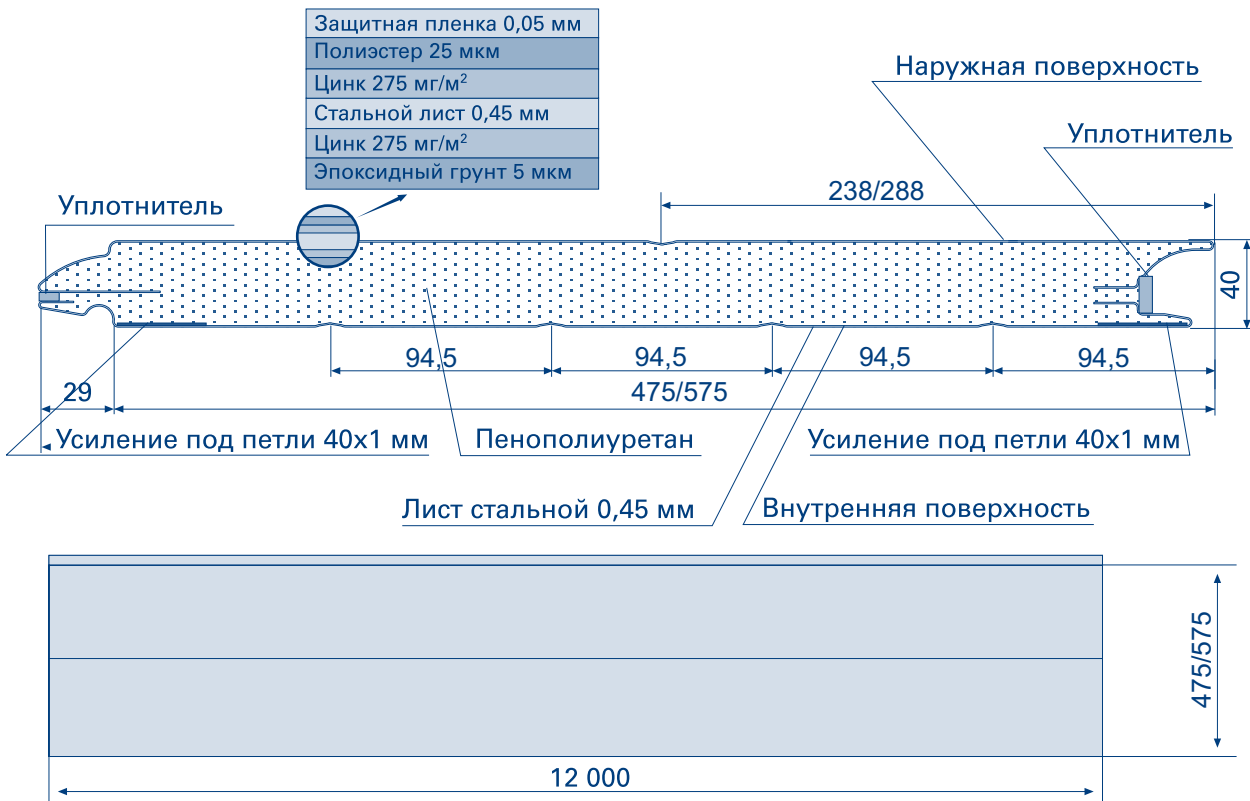 Защитная пленка 0,05 мм
Полиэстер 25 мкм
Цинк 275 мг/м²
Стальной лист 0,45 мм
Цинк 275 мг/м²
Эпоксидный грунт 5 мкм
Наружная поверхность
Уплотнитель
Уплотнитель
238/288
40
94,5
94,5
94,5
94,5
29
475/575
Усиление под петли 40х1 мм
Пенополиуретан
Усиление под петли 40х1 мм
Лист стальной 0,45 мм
Внутренняя поверхность
475/575
12 000